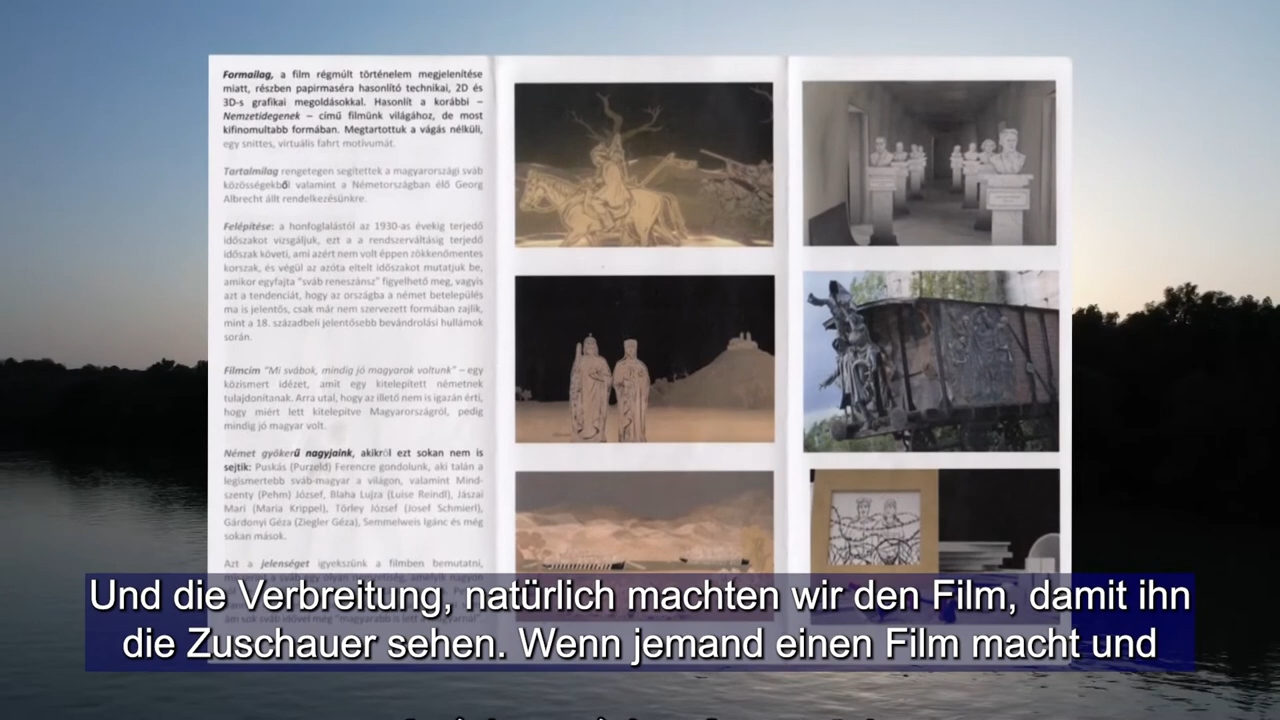 Formailag, a film régmúlt történelem megjelenítése
miatt, részben papirmaséra hasonlító technikai, 2D és
3D-s grafikai megoldásokkal. Hasonlít a korábbi –
Nemzetidegenek – című filmünk világához, de most
kifinomultabb formában. Megtartottuk a vágás nélküli,
egy snittes, virtuális fahrt motívumát.
Tartalmilag rengetegen segítettek a magyarországi sváb
közösségekből valamint a Németországban élő Georg
Albrecht állt rendelkezésünkre.
Felépítése: a honfoglalástól az 1930-as évekig terjedő
időszakot vizsgáljuk, ezt a a rendszerváltásig terjedő
időszak követi, ami azért nem volt éppen zökkenőmentes
korszak, és végül az azóta eltelt időszakot mutatjuk be,
amikor egyfajta "sváb reneszánsz" figyelhető meg, vagyis
azt a tendenciát, hogy az országba a német betelepülés
ma is jelentős, csak már nem szervezett formában zajlik,
mint a 18. századbeli jelentősebb bevándrolási hullámok
során.
Filmcím "Mi svábok, mindig jó magyarok voltunk" – egy
közismert idézet, amit egy kitelepített németnek
tulajdonítanak. Arra utal, hogy az illető nem is igazán érti,
hogy miért lett kitelepítve Magyarországról, pedig
mindig jó magyar volt.
Német gyökerű nagyjaink, akikről ezt sokan nem is
sejtik: Puskás (Purzeld) Ferencre gondolunk, aki talán a
legismertebb sváb-magyar a világon, valamint Mind-
szenty (Pehm) József, Blaha Lujza (Luise Reindl), Jászai
Mari (Maria Krippel), Törley József (Josef Schmierl),
Gárdonyi Géza (Ziegler Géza), Semmelweis Igánc és még
sokan mások.
Azt a jelenséget igyekszünk a filmben bemutatni,
Und die Verbreitung, natürlich machten wir den Film, damit ihn
die Zuschauer sehen. Wenn jemand einen Film macht und